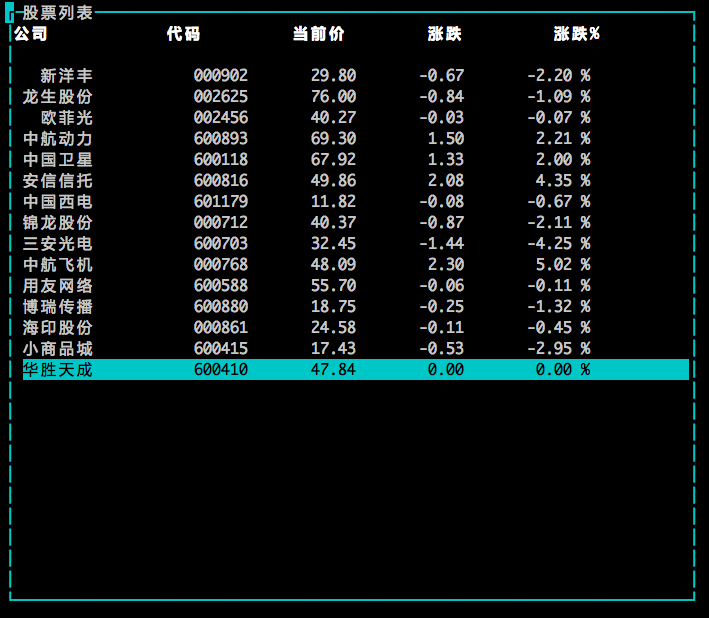 股票列表
公司 代码 当前价 涨跌 涨跌%
新洋丰 000902 29.80 -0.67 -2.20 %
龙生股份 002625 76.00 -0.84 -1.09 %
欧菲光 002456 40.27 -0.03 -0.07 %
中航动力 600893 69.30 1.50 2.21 %
中国卫星 600118 67.92 1.33 2.00 %
安信信托 600816 49.86 2.08 4.35 %
中国西电 601179 11.82 -0.08 -0.67 %
锦龙股份 000712 40.37 -0.87 -2.11 %
三安光电 600703 32.45 -1.44 -4.25 %
中航飞机 000768 48.09 2.30 5.02 %
用友网络 600588 55.70 -0.06 -0.11 %
博瑞传播 600880 18.75 -0.25 -1.32 %
海印股份 000861 24.58 -0.11 -0.45 %
小商品城 600415 17.43 -0.53 -2.95 %
华胜天成 600410 47.84 0.00 0.00 %